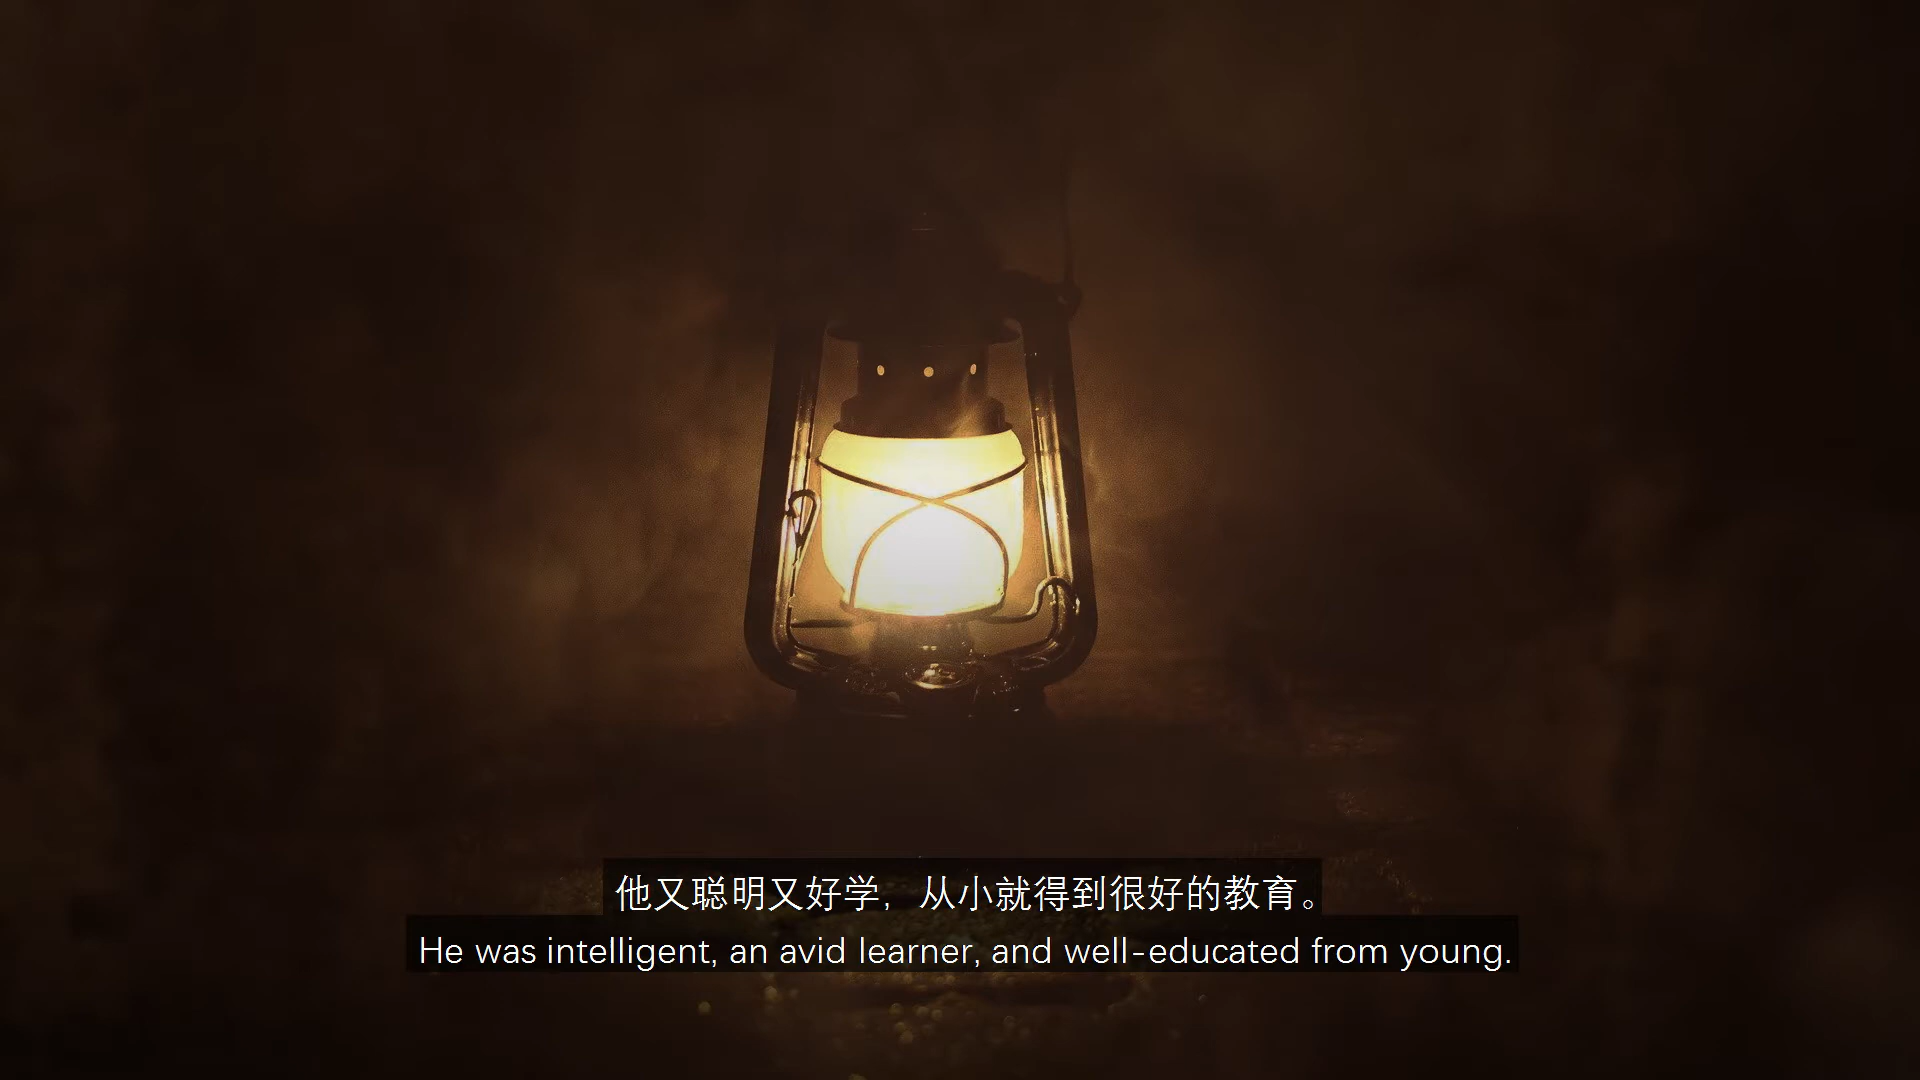 他又聪明又好学，从小就得到很好的教育。
He was intelligent, an avid learner, and well-educated from young.